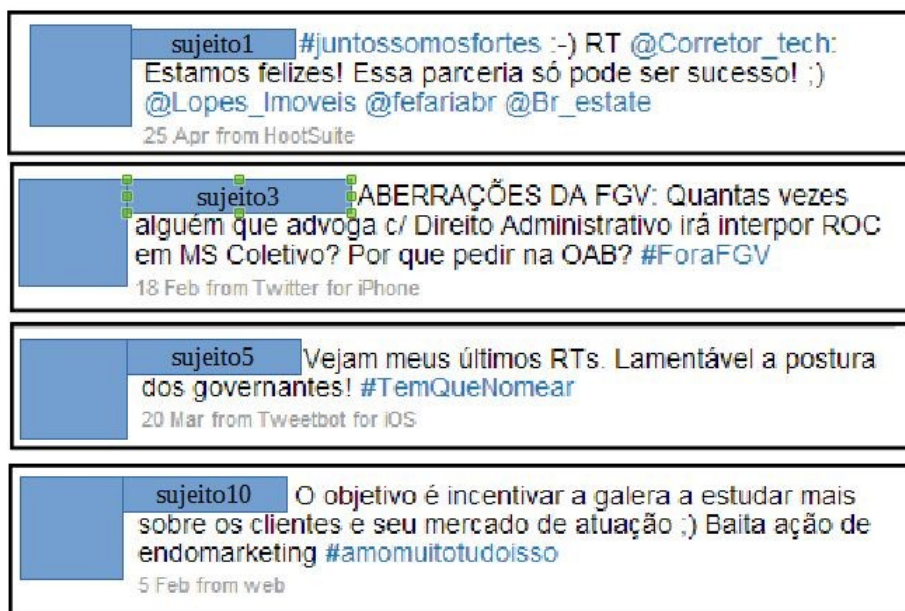 sujeito1 #juntossomosfortes :-) RT @Corretor_tech:
Estamos felizes! Essa parceria só pode ser sucesso! ;)
@Lopes_Imoveis @fefariabr @Br_estate
25 Apr from HootSuite
sujeito3 ABERRAÇÕES DA FGV: Quantas vezes
alguém que advoga c/ Direito Administrativo irá interpor ROC
em MS Coletivo? Por que pedir na OAB? #ForaFGV
18 Feb from Twitter for iPhone
sujeito5 Vejam meus últimos RTs. Lamentável a postura
dos governantes! #TemQueNomear
20 Mar from Tweetbot for iOS
sujeito10 O objetivo é incentivar a galera a estudar mais
sobre os clientes e seu mercado de atuação ;) Baita ação de
endomarketing #amomuitotudoisso
5 Feb from web